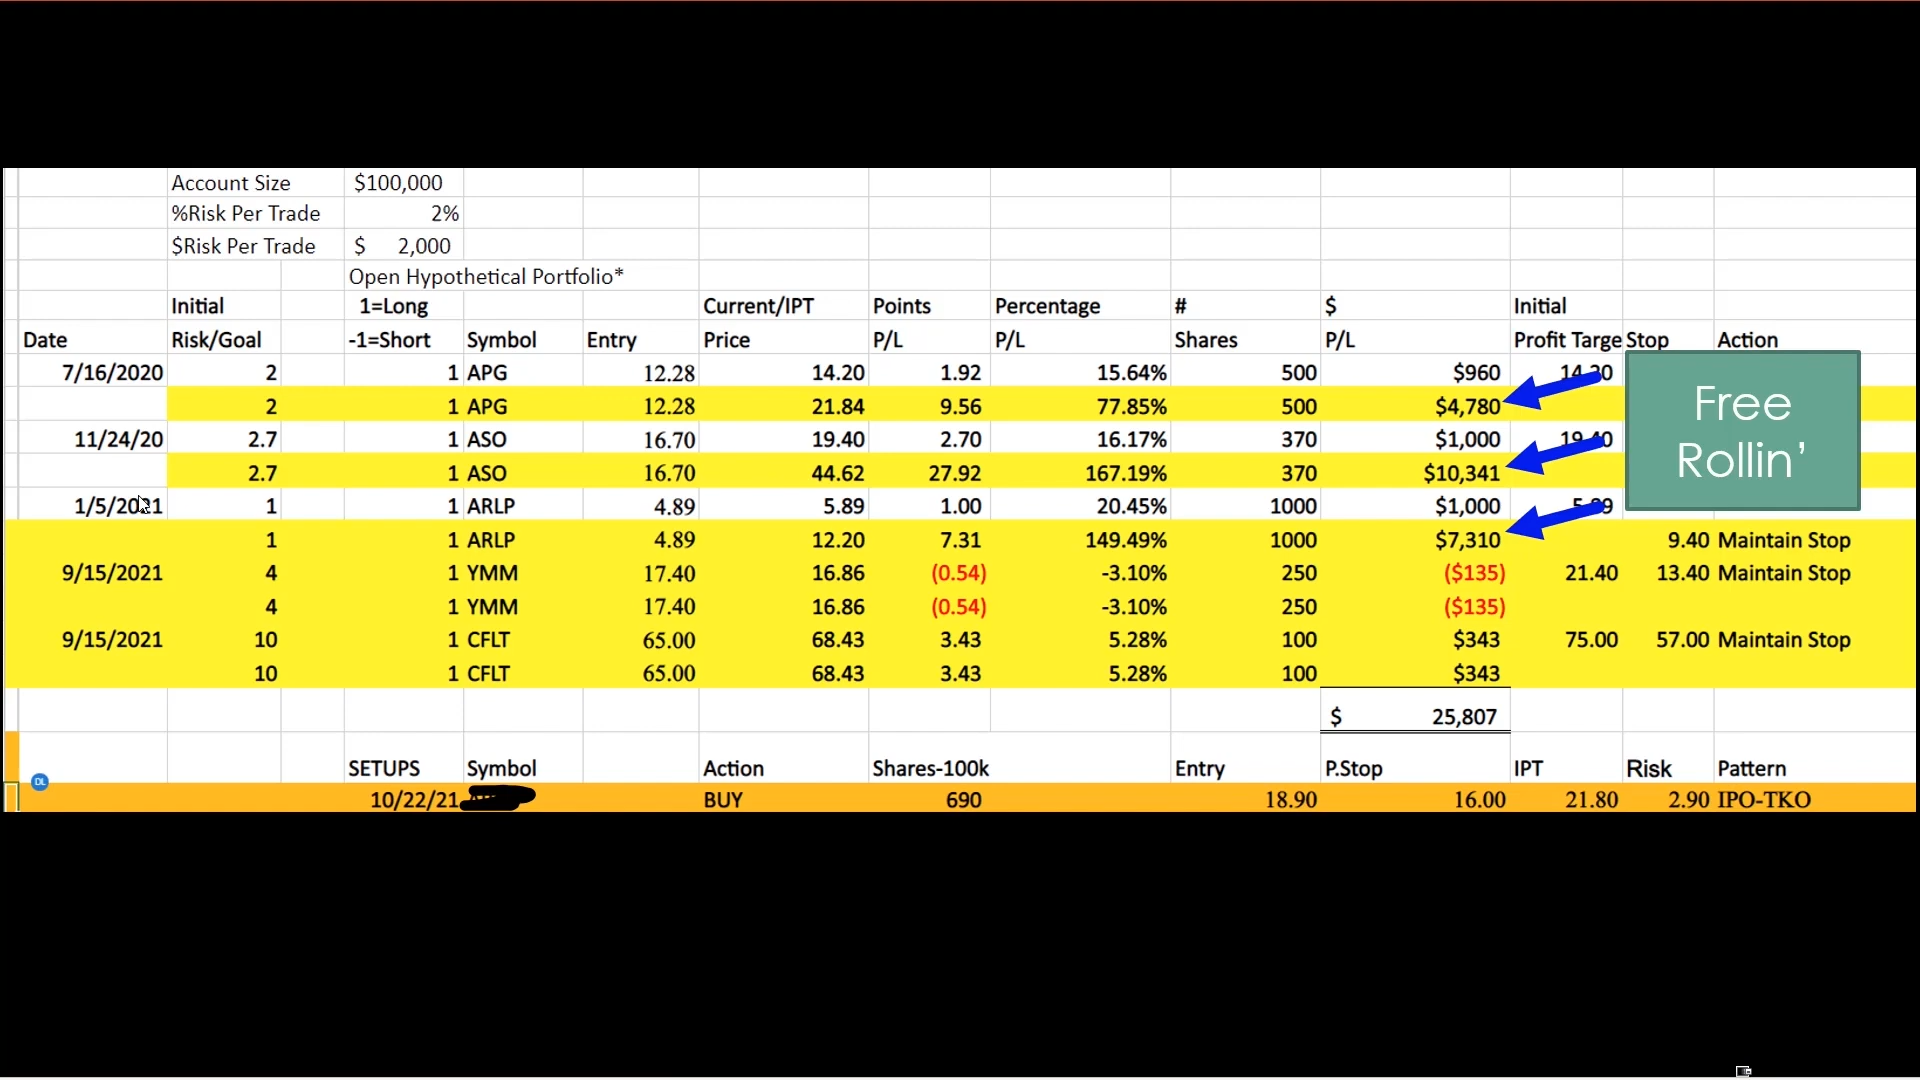 Account Size $100,000
%Risk Per Trade 2%
$Risk Per Trade $ 2,000
Open Hypothetical Portfolio*
Initial 1=Long Current/IPT Points Percentage # $ Initial
Date Risk/Goal -1=Short Symbol Entry Price P/L P/L Shares P/L Profit Targe Stop Action
7/16/2020 2 1 APG 12.28 14.20 1.92 15.64% 500 $960 14.20
2 1 APG 12.28 21.84 9.56 77.85% 500 $4,780
11/24/20 2.7 1 ASO 16.70 19.40 2.70 16.17% 370 $1,000 19.40
2.7 1 ASO 16.70 44.62 27.92 167.19% 370 $10,341
1/5/2021 1 1 ARLP 4.89 5.89 1.00 20.45% 1000 $1,000 5.89
1 1 ARLP 4.89 12.20 7.31 149.49% 1000 $7,310 9.40 Maintain Stop
9/15/2021 4 1 YMM 17.40 16.86 (0.54) -3.10% 250 ($135) 21.40 13.40 Maintain Stop
4 1 YMM 17.40 16.86 (0.54) -3.10% 250 ($135)
9/15/2021 10 1 CFLT 65.00 68.43 3.43 5.28% 100 $343 75.00 57.00 Maintain Stop
10 1 CFLT 65.00 68.43 3.43 5.28% 100 $343
$ 25,807
SETUPS Symbol Action Shares-100k Entry P.Stop IPT Risk Pattern
10/22/21 BUY 690 18.90 16.00 21.80 2.90 IPO-TKO
Free
Rollin’
DL